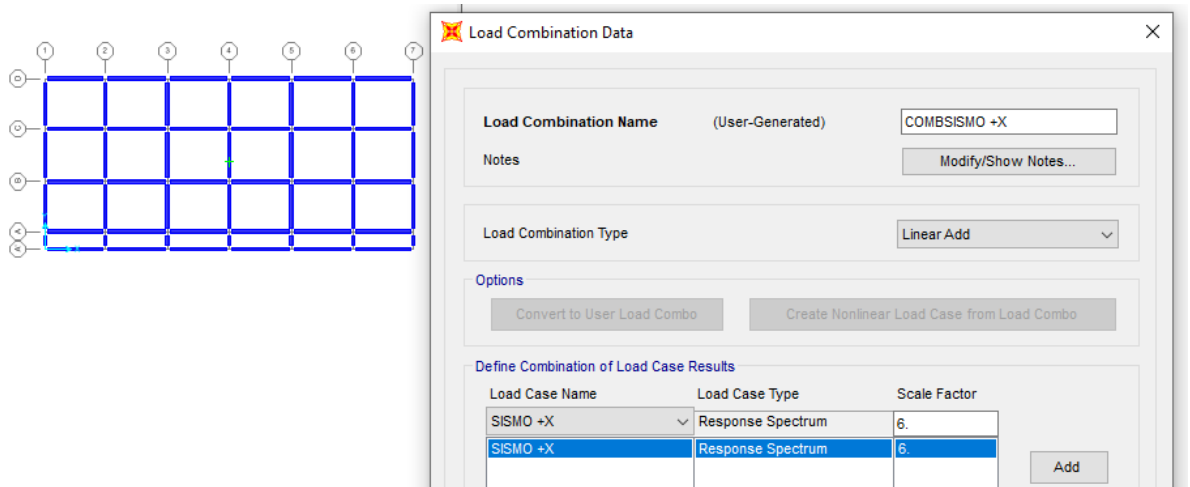 Load Combination Data
1 2 3 4 5 6 7
D
C
B
A
A
Load Combination Name (User-Generated) COMBSISMO +X
Notes Modify/Show Notes...
Load Combination Type Linear Add
Options
Convert to User Load Combo Create Nonlinear Load Case from Load Combo
Define Combination of Load Case Results
Load Case Name Load Case Type Scale Factor
SISMO +X Response Spectrum 6.
SISMO +X Response Spectrum 6.
Add